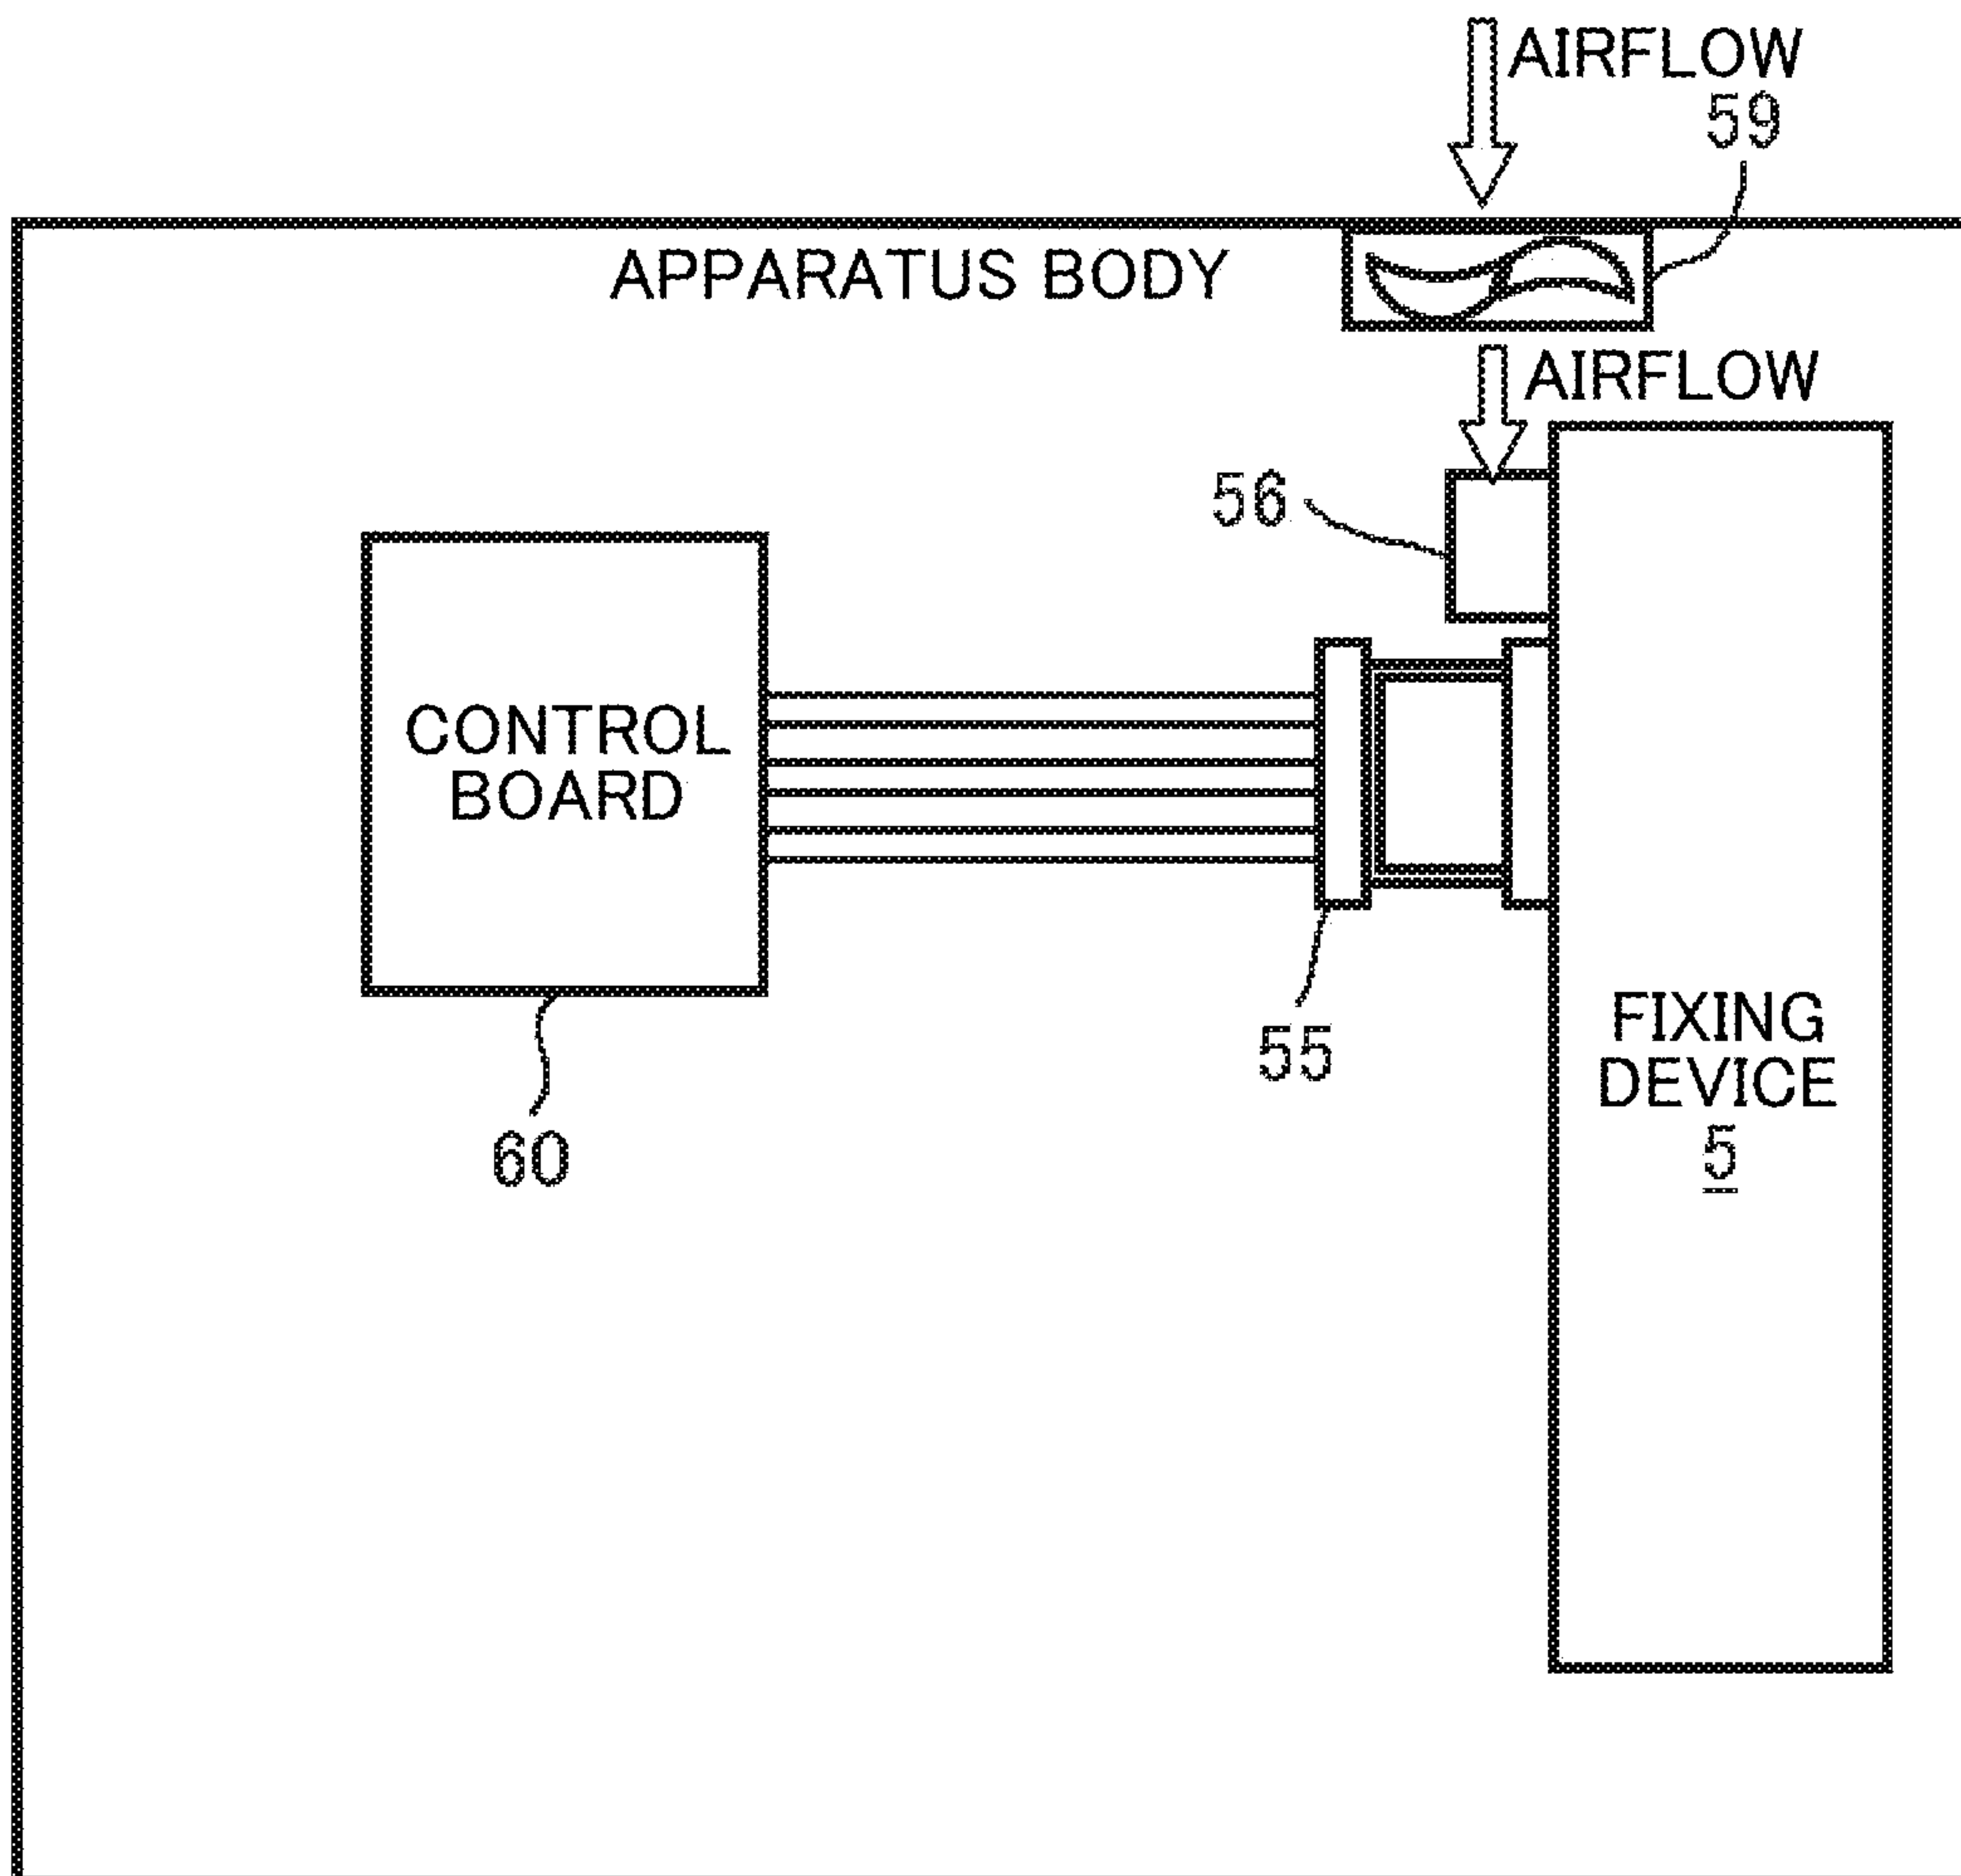 AIRFLOW
59
APPARATUS BODY
AIRFLOW
56
CONTROL
BOARD
55
FIXING
DEVICE
5
60